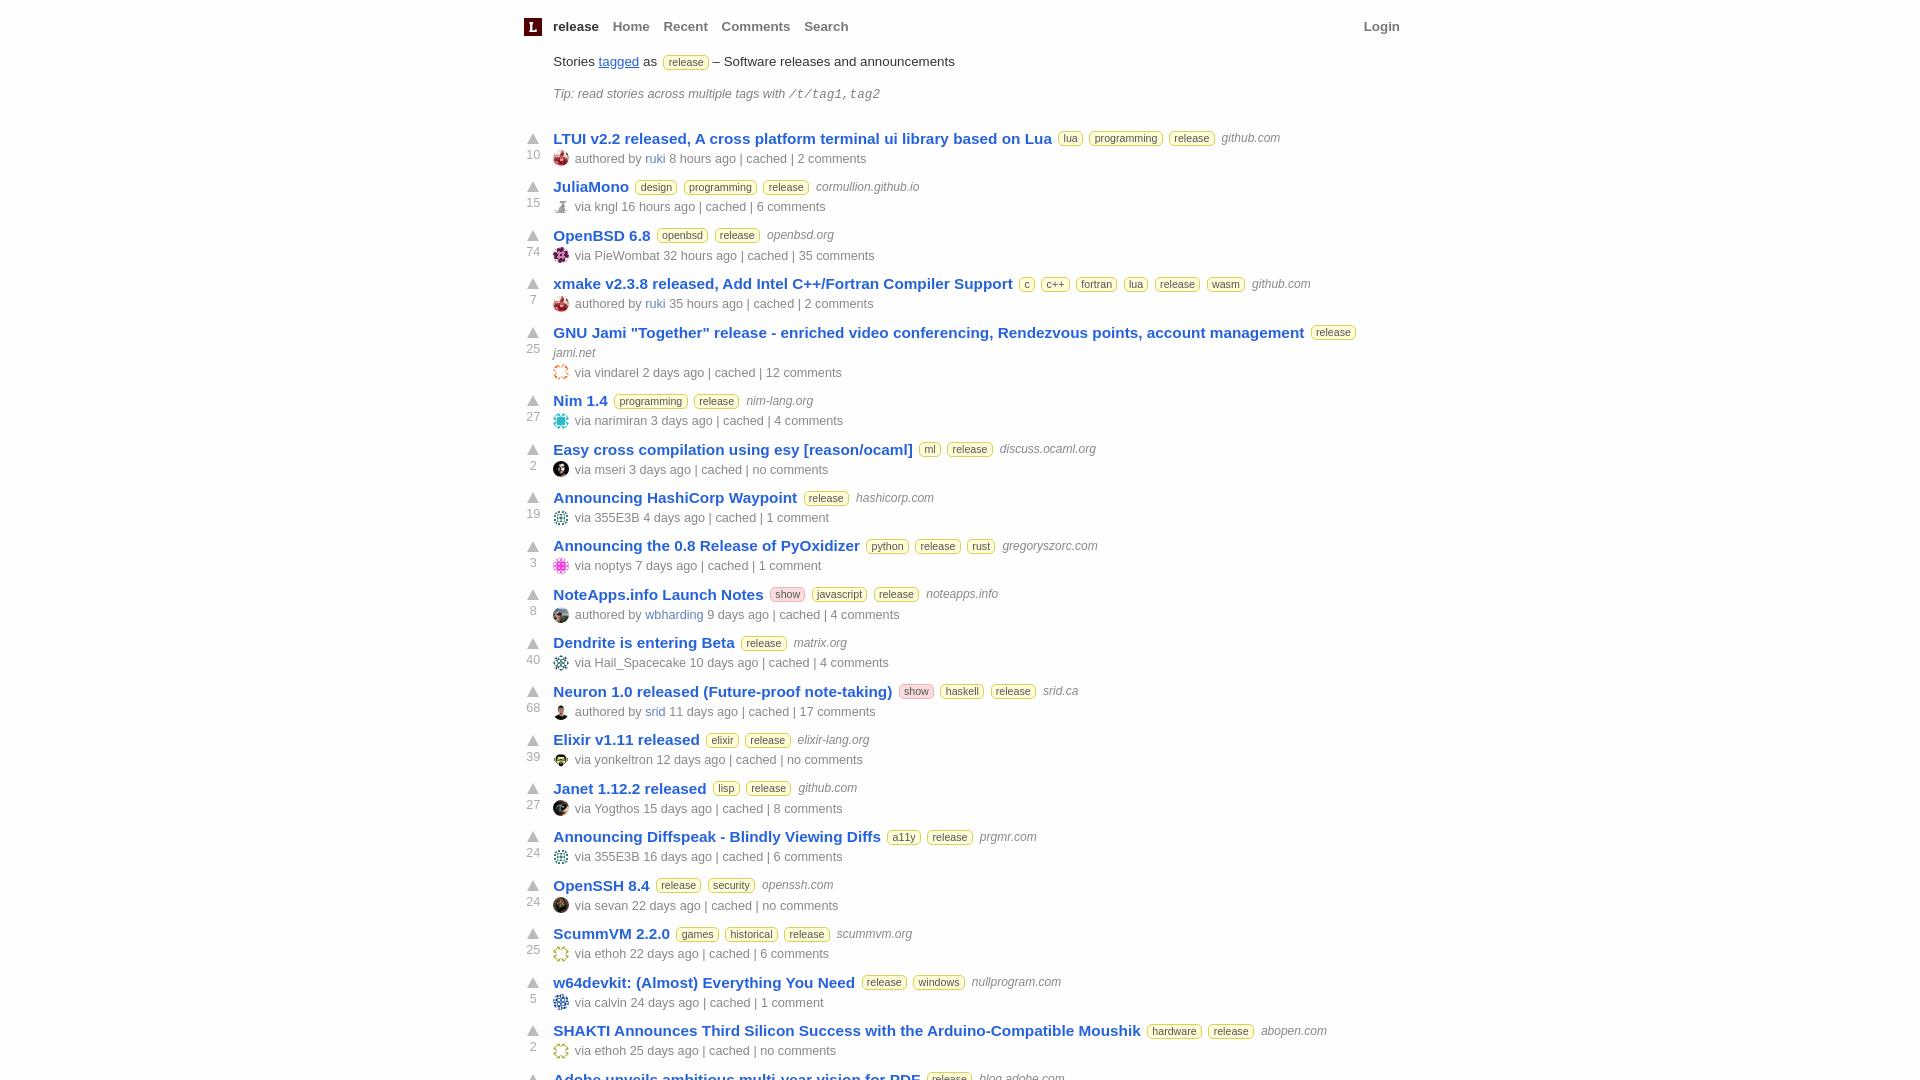 L release Home Recent Comments Search Login
Stories tagged as release – Software releases and announcements
Tip: read stories across multiple tags with /t/tag1,tag2
LTUI v2.2 released, A cross platform terminal ui library based on Lua lua programming release github.com
10 authored by ruki 8 hours ago | cached | 2 comments
JuliaMono design programming release cormullion.github.io
15 via kngl 16 hours ago | cached | 6 comments
OpenBSD 6.8 openbsd release openbsd.org
74 via PieWombat 32 hours ago | cached | 35 comments
xmake v2.3.8 released, Add Intel C++/Fortran Compiler Support c c++ fortran lua release wasm github.com
7 authored by ruki 35 hours ago | cached | 2 comments
GNU Jami "Together" release - enriched video conferencing, Rendezvous points, account management release
25 jami.net
via vindarel 2 days ago | cached | 12 comments
Nim 1.4 programming release nim-lang.org
27 via narimiran 3 days ago | cached | 4 comments
Easy cross compilation using esy [reason/ocaml] ml release discuss.ocaml.org
2 via mseri 3 days ago | cached | no comments
Announcing HashiCorp Waypoint release hashicorp.com
19 via 355E3B 4 days ago | cached | 1 comment
Announcing the 0.8 Release of PyOxidizer python release rust gregoryszorc.com
3 via noptys 7 days ago | cached | 1 comment
NoteApps.info Launch Notes show javascript release noteapps.info
8 authored by wbharding 9 days ago | cached | 4 comments
Dendrite is entering Beta release matrix.org
40 via Hail_Spacecake 10 days ago | cached | 4 comments
Neuron 1.0 released (Future-proof note-taking) show haskell release srid.ca
68 authored by srid 11 days ago | cached | 17 comments
Elixir v1.11 released elixir release elixir-lang.org
39 via yonkeltron 12 days ago | cached | no comments
Janet 1.12.2 released lisp release github.com
27 via Yogthos 15 days ago | cached | 8 comments
Announcing Diffspeak - Blindly Viewing Diffs a11y release prgmr.com
24 via 355E3B 16 days ago | cached | 6 comments
OpenSSH 8.4 release security openssh.com
24 via sevan 22 days ago | cached | no comments
ScummVM 2.2.0 games historical release scummvm.org
25 via ethoh 22 days ago | cached | 6 comments
w64devkit: (Almost) Everything You Need release windows nullprogram.com
5 via calvin 24 days ago | cached | 1 comment
SHAKTI Announces Third Silicon Success with the Arduino-Compatible Moushik hardware release abopen.com
2 via ethoh 25 days ago | cached | no comments
Adobe unveils ambitious multi-year vision for PDF release blog.adobe.com